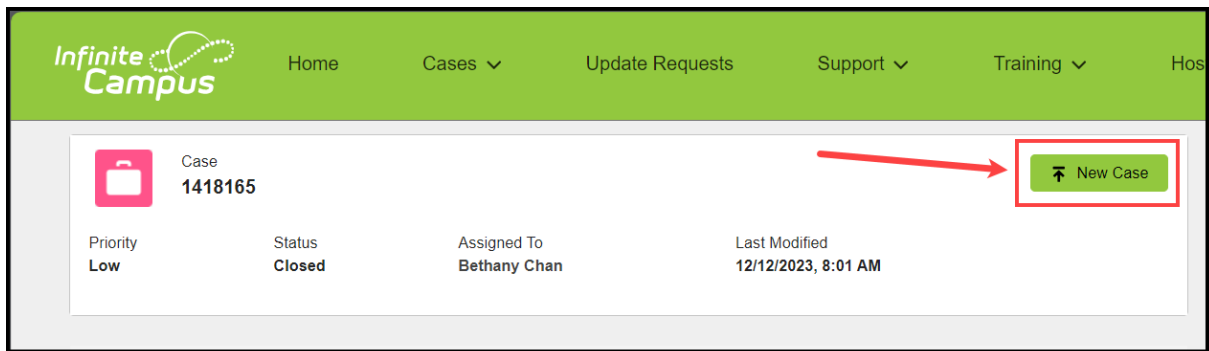 Infinite
Campus
Home Cases Update Requests Support Training Hos
Case
1418165
New Case
Priority Status Assigned To Last Modified
Low Closed Bethany Chan 12/12/2023, 8:01 AM